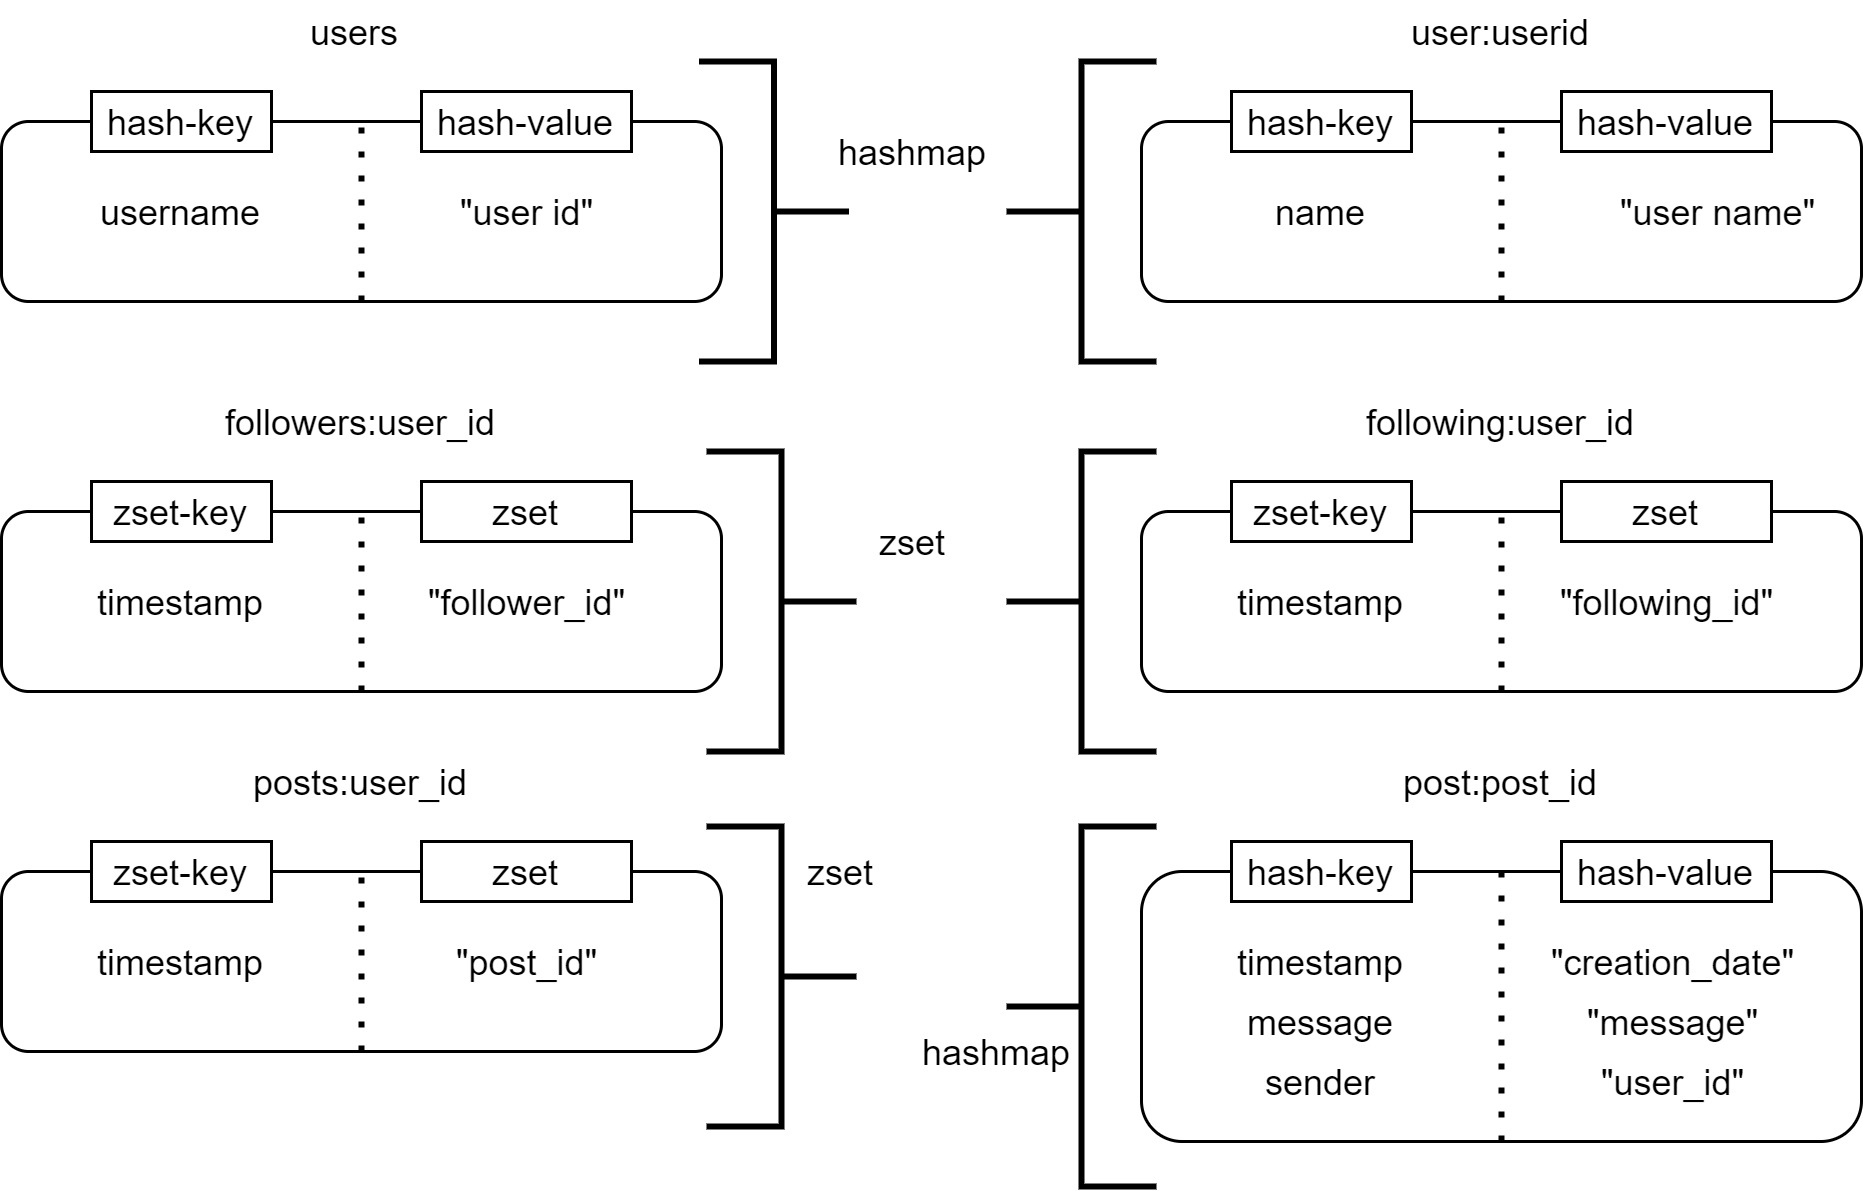 users
user:userid
hash-key
hash-value
hashmap
hash-key
hash-value
username
"user id"
name
"user name"
followers:user_id
following:user_id
zset-key
zset
zset
zset-key
zset
timestamp
"follower_id"
timestamp
"following_id"
posts:user_id
post:post_id
zset-key
zset
zset
hash-key
hash-value
timestamp
"post_id"
timestamp
"creation_date"
message
"message"
hashmap
sender
"user_id"